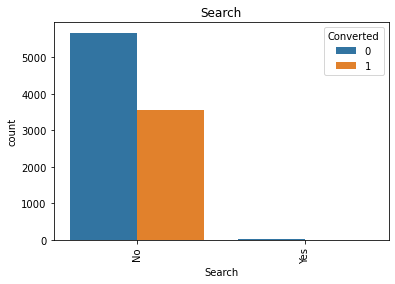 Search
Converted
0
1
5000
4000
3000
2000
1000
0
count
No
Yes
Search